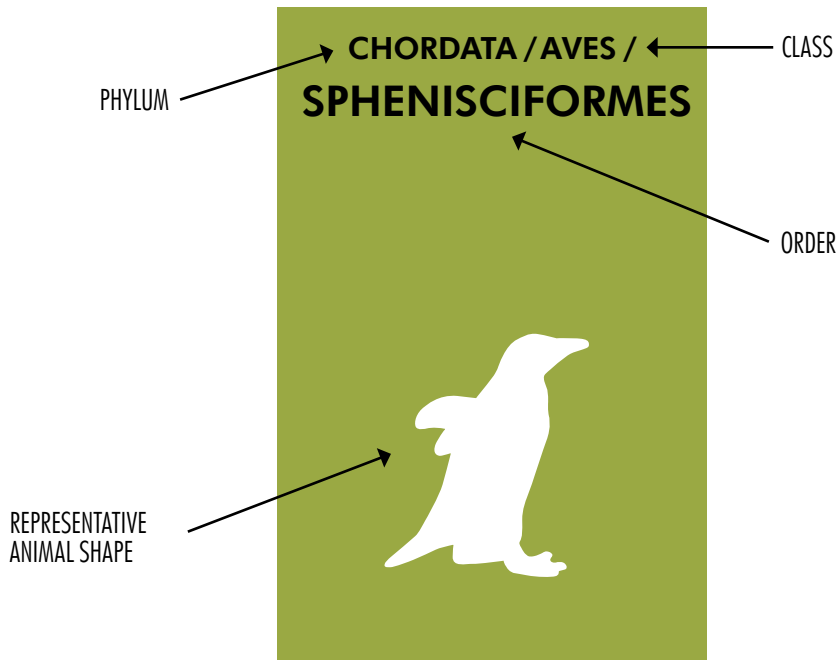 CHORDATA / AVES /
CLASS
PHYLUM
SPHENISCIFORMES
ORDER
REPRESENTATIVE
ANIMAL SHAPE